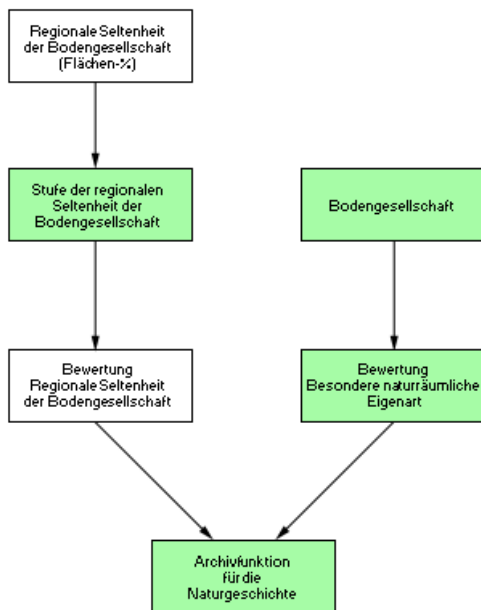 Regionale Seltenheit
der Bodengesellschaft
(Flächen-%)
Stufe der regionalen
Seltenheit der
Bodengesellschaft
Bodengesellschaft
Bewertung
Regionale Seltenheit
der Bodengesellschaft
Bewertung
Besondere naturräumliche
Eigenart
Archivfunktion
für die
Naturgeschichte